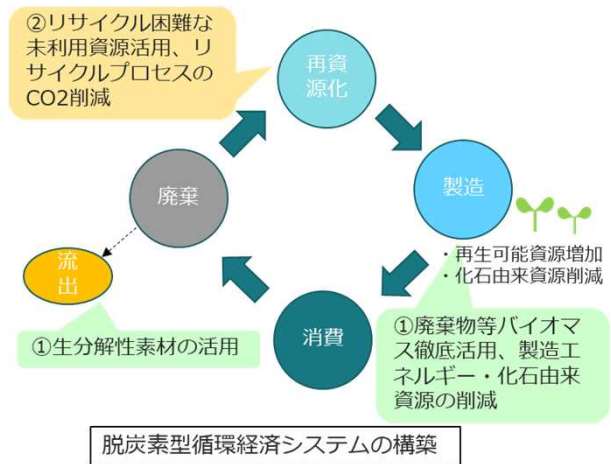 ②リサイクル困難な
未利用資源活用、リ
サイクルプロセスの
CO2削減
再資
源化
製造
・再生可能資源増加
・化石由来資源削減
廃棄
流
出
消費
①生分解性素材の活用
①廃棄物等バイオマ
ス徹底活用、製造エ
ネルギー・化石由来
資源の削減
脱炭素型循環経済システムの構築